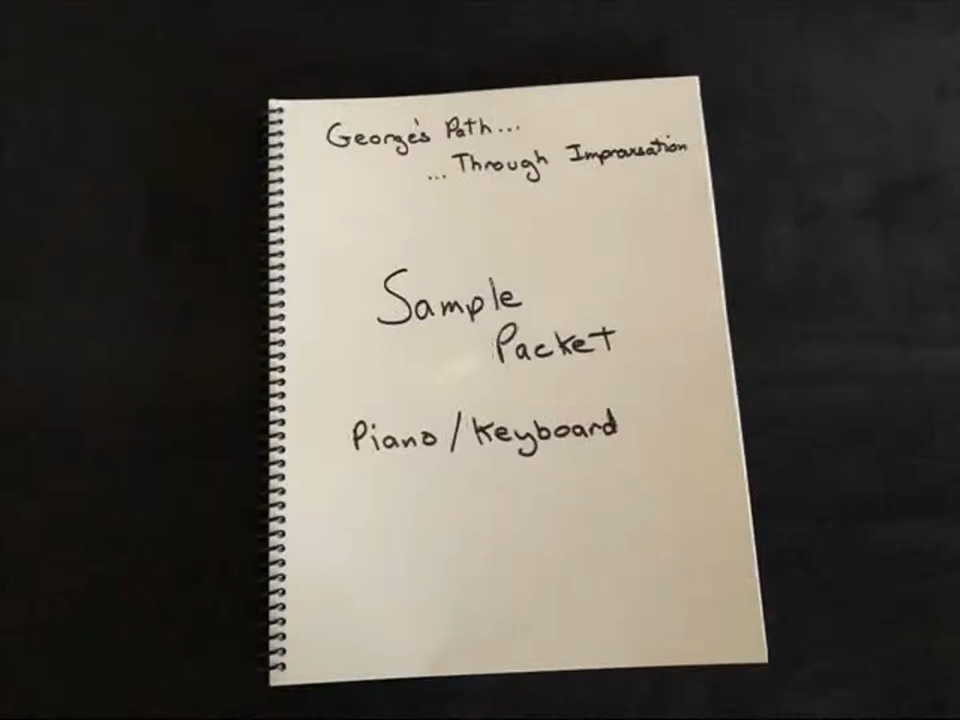 George's Path...
...Through Improvisation
Sample
Packet
Piano/Keyboard